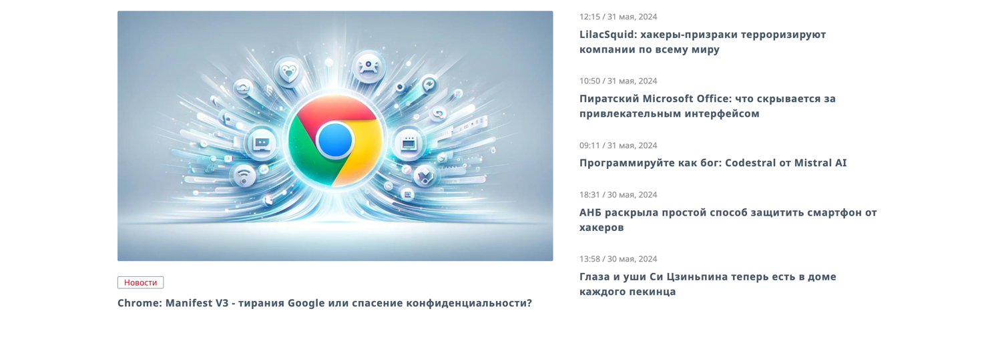 Новости
Chrome: Manifest V3 - тирания Google или спасение конфиденциальности?
12:15 / 31 мая, 2024
LilacSquid: хакеры-призраки терроризируют
компании по всему миру
10:50 / 31 мая, 2024
Пиратский Microsoft Office: что скрывается за
привлекательным интерфейсом
09:11 / 31 мая, 2024
Программируйте как бог: Codestral от Mistral AI
18:31 / 30 мая, 2024
АНБ раскрыла простой способ защитить смартфон от
хакеров
13:58 / 30 мая, 2024
Глаза и уши Си Цзиньпина теперь есть в доме
каждого пекинца